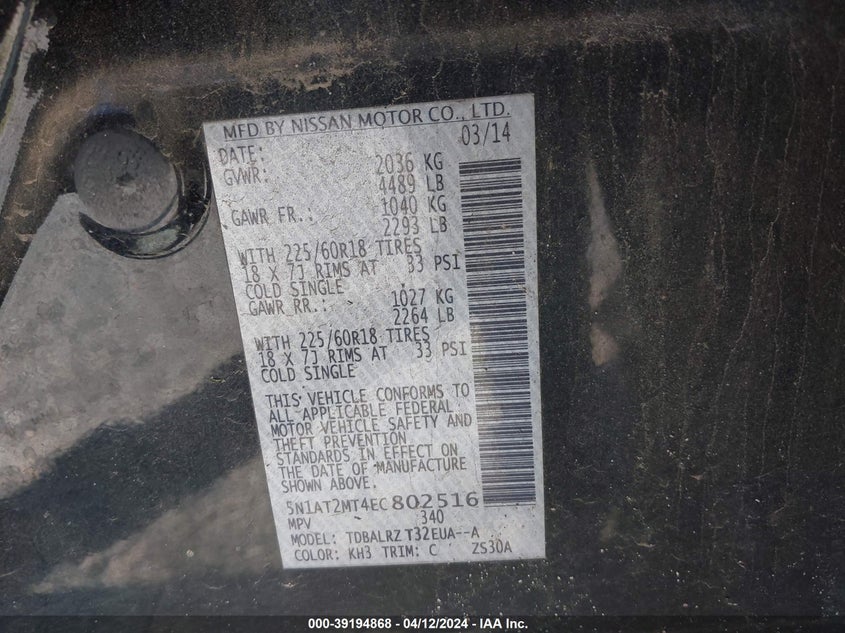 MFD BY NISSAN MOTOR CO., LTD.
DATE: 03/14
GVWR: 2036 KG
4489 LB
GAWR FR.: 1040 KG
2293 LB
WITH 225/60R18 TIRES
18 X 7J RIMS AT 33 PSI
COLD SINGLE
GAWR RR.: 1027 KG
2264 LB
WITH 225/60R18 TIRES
18 X 7J RIMS AT 33 PSI
COLD SINGLE
THIS VEHICLE CONFORMS TO
ALL APPLICABLE FEDERAL
MOTOR VEHICLE SAFETY AND
THEFT PREVENTION
STANDARDS IN EFFECT ON
THE DATE OF MANUFACTURE
SHOWN ABOVE.
5N1AT2MT4EC802516
MPV 340
MODEL: TDBALRZ T32EUA--A
COLOR: KH3 TRIM: C ZS30A
000-39194868 - 04/12/2024 - IAA Inc.